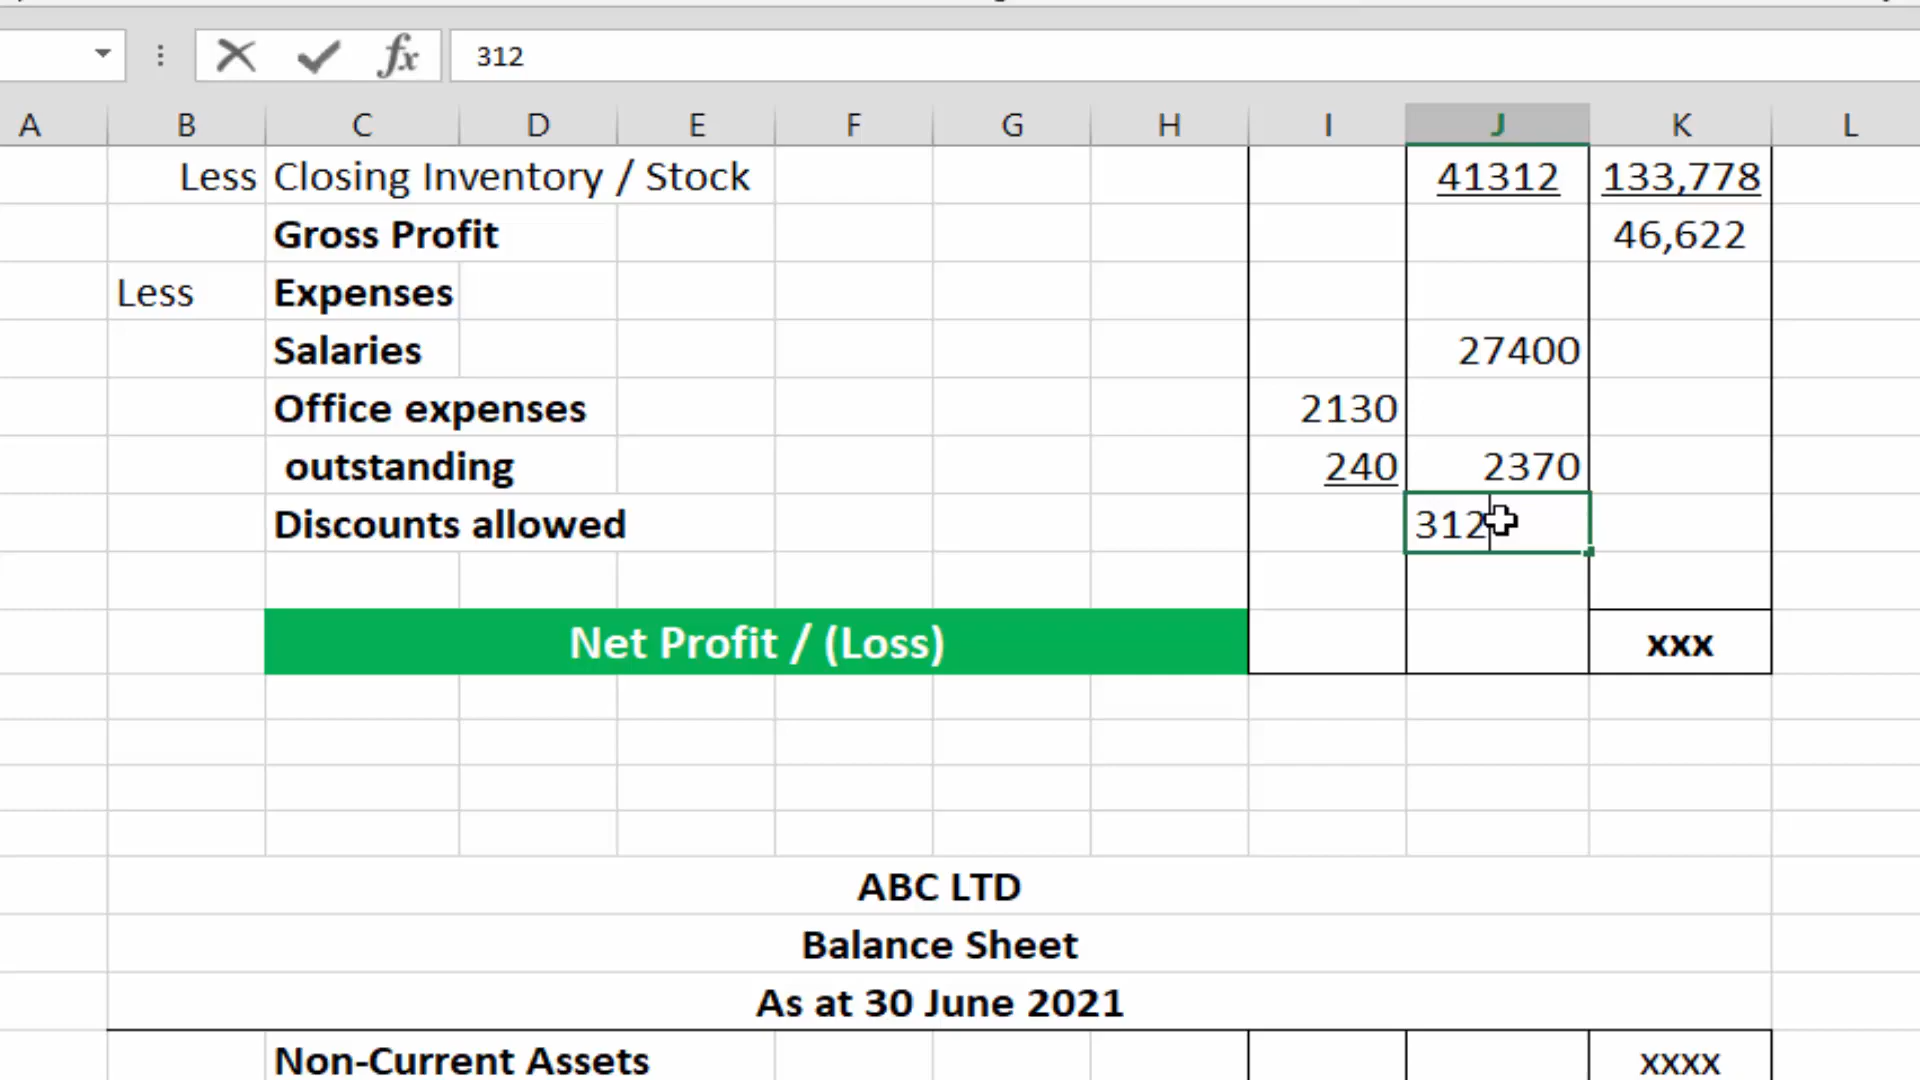 fx 312
A B C D E F G H I J K L
Less Closing Inventory / Stock 41312 133,778
Gross Profit 46,622
Less Expenses
Salaries 27400
Office expenses 2130
outstanding 240 2370
Discounts allowed 312
Net Profit / (Loss) xxx
ABC LTD
Balance Sheet
As at 30 June 2021
Non-Current Assets xxxx